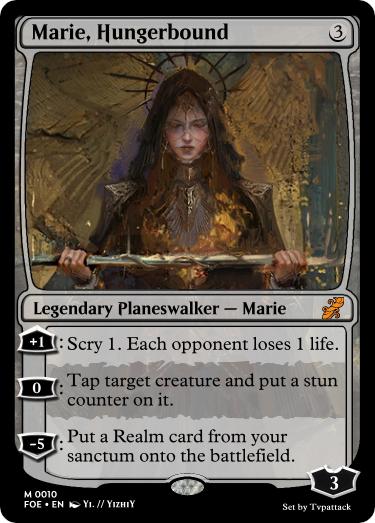 Marie, Hungerbound 3
Legendary Planeswalker — Marie
+1: Scry 1. Each opponent loses 1 life.
0: Tap target creature and put a stun
counter on it.
-5: Put a Realm card from your
sanctum onto the battlefield.
3
M 0010
FOE • EN Yi. // YizhiY
Set by Tvpattack